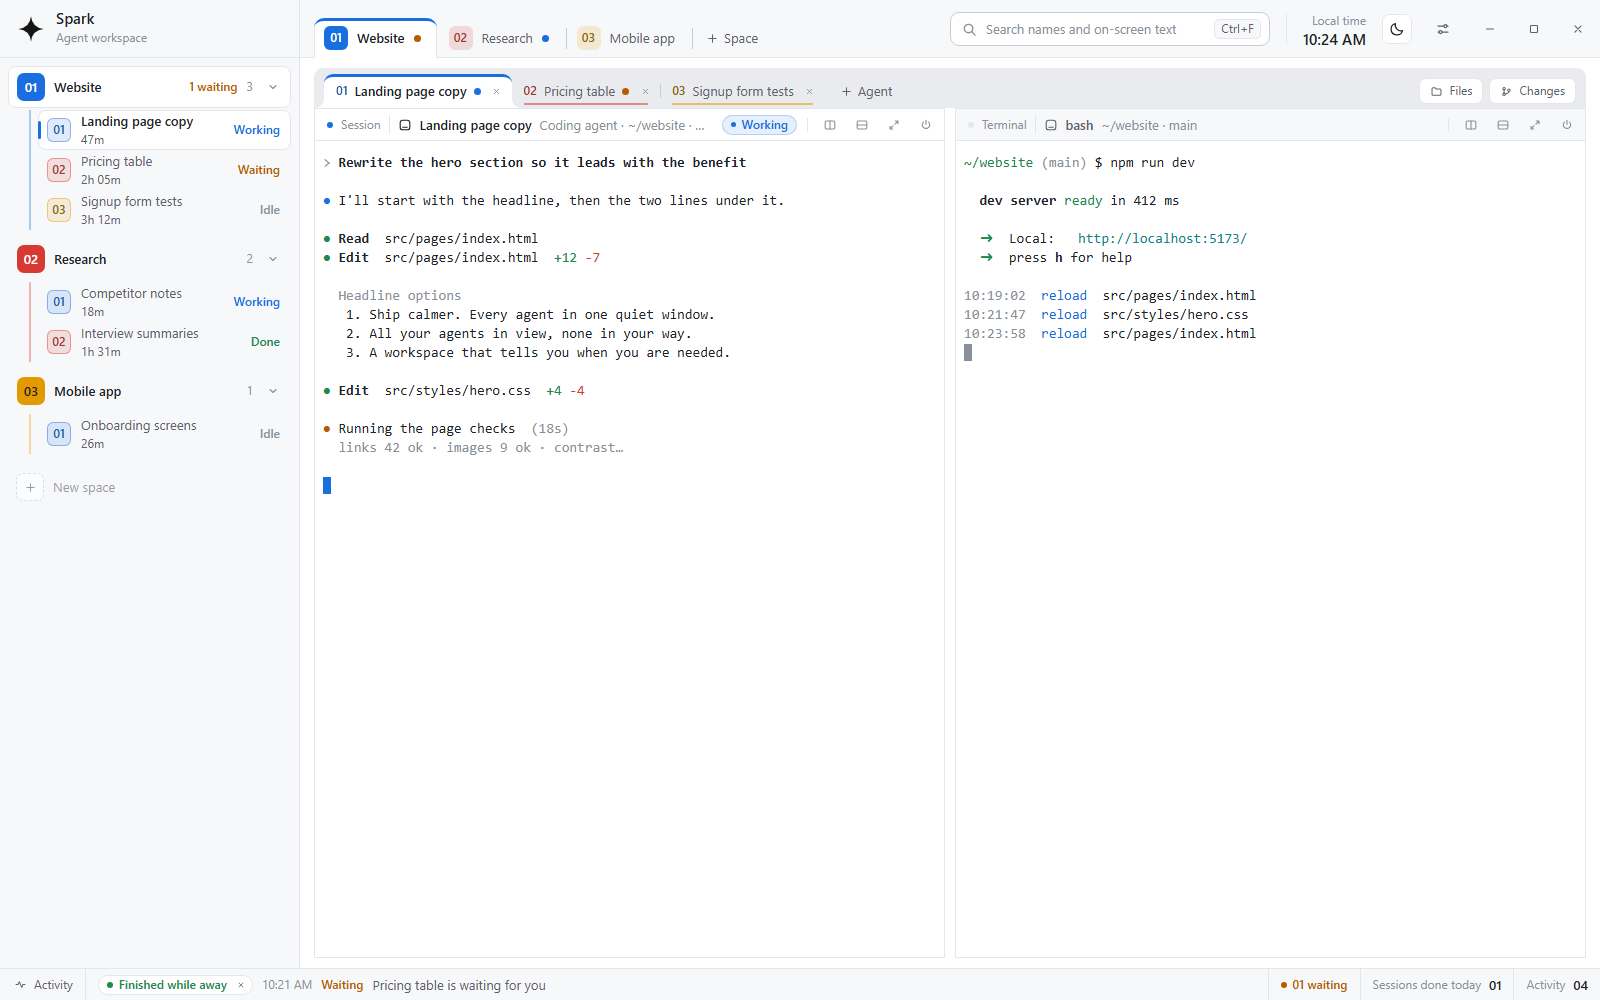 Spark
Agent workspace
01 Website
02 Research
03 Mobile app
+ Space
Search names and on-screen text Ctrl+F
Local time
10:24 AM
01 Website 1 waiting 3
01 Landing page copy Working
47m
02 Pricing table Waiting
2h 05m
03 Signup form tests Idle
3h 12m
02 Research 2
01 Competitor notes Working
18m
02 Interview summaries Done
1h 31m
03 Mobile app 1
01 Onboarding screens Idle
26m
+ New space
01 Landing page copy ×
02 Pricing table ×
03 Signup form tests ×
+ Agent
Files
Changes
Session Landing page copy Coding agent · ~/website · ... Working
> Rewrite the hero section so it leads with the benefit
● I'll start with the headline, then the two lines under it.
● Read src/pages/index.html
● Edit src/pages/index.html +12 -7
Headline options
1. Ship calmer. Every agent in one quiet window.
2. All your agents in view, none in your way.
3. A workspace that tells you when you are needed.
● Edit src/styles/hero.css +4 -4
● Running the page checks (18s)
links 42 ok · images 9 ok · contrast…
Terminal bash ~/website · main
~/website (main) $ npm run dev
dev server ready in 412 ms
➜ Local: http://localhost:5173/
➜ press h for help
10:19:02 reload src/pages/index.html
10:21:47 reload src/styles/hero.css
10:23:58 reload src/pages/index.html
Activity
Finished while away ×
10:21 AM Waiting Pricing table is waiting for you
01 waiting
Sessions done today 01
Activity 04